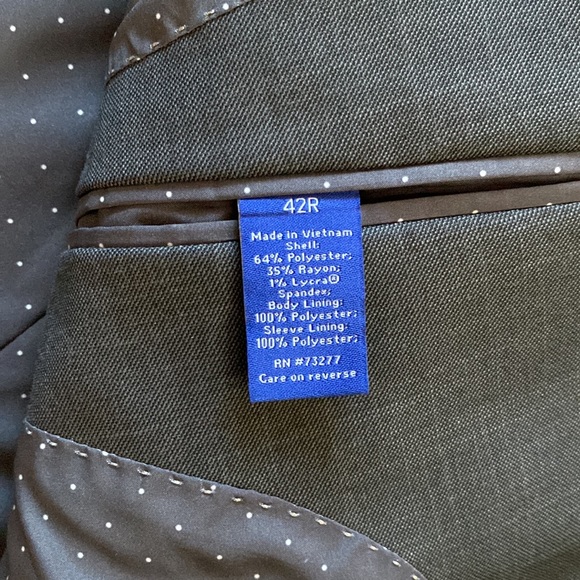 42R
Made in Vietnam
Shell:
64% Polyester;
35% Rayon;
1% Lycra®
Spandex;
Body Lining:
100% Polyester;
Sleeve Lining:
100% Polyester;
RN #73277
Care on reverse